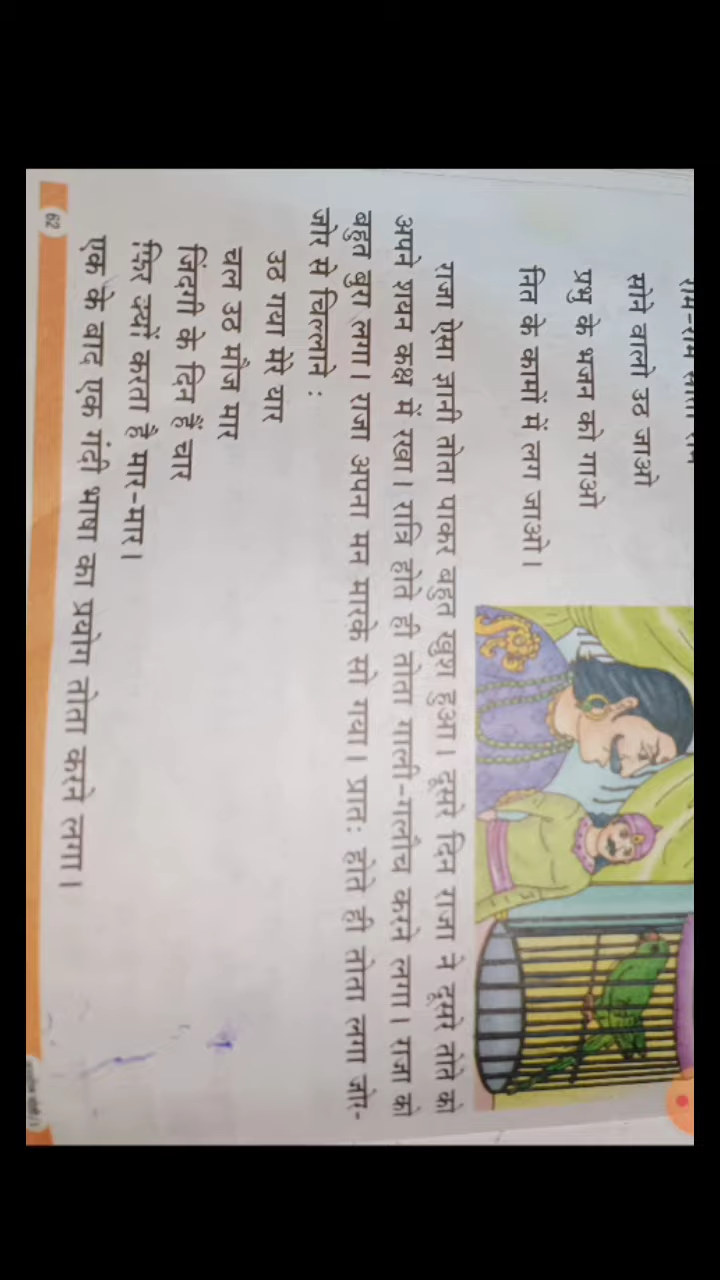 सोने वालो उठ जाओ
प्रभु के भजन को गाओ
नित के कामों में लग जाओ।
राजा ऐसा ज्ञानी तोता पाकर बहुत खुश हुआ। दूसरे दिन राजा ने दूसरे तोते को
अपने शयन कक्ष में रखा। रात्रि होते ही तोता गाली-गलौच करने लगा। राजा को
बहुत बुरा लगा। राजा अपना मन मारके सो गया। प्रातः होते ही तोता लगा जोर-
जोर से चिल्लाने :
उठ गया मेरे यार
चल उठ मौज मार
जिंदगी के दिन हैं चार
फ़िर क्यों करता है मार-मार।
एक के बाद एक गंदी भाषा का प्रयोग तोता करने लगा।
62